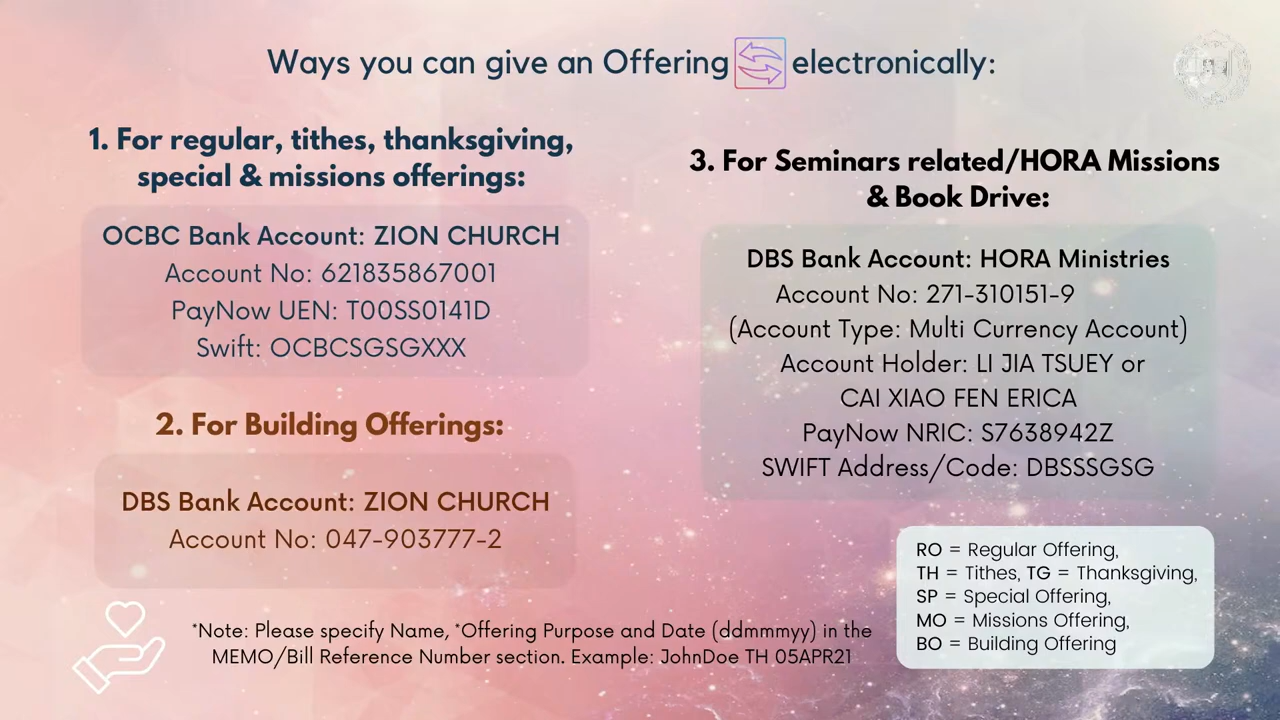 Ways you can give an Offering electronically:
1. For regular, tithes, thanksgiving,
special & missions offerings:
OCBC Bank Account: ZION CHURCH
Account No: 621835867001
PayNow UEN: T00SS0141D
Swift: OCBCSGSGXXX
2. For Building Offerings:
DBS Bank Account: ZION CHURCH
Account No: 047-903777-2
3. For Seminars related/HORA Missions
& Book Drive:
DBS Bank Account: HORA Ministries
Account No: 271-310151-9
(Account Type: Multi Currency Account)
Account Holder: LI JIA TSUEY or
CAI XIAO FEN ERICA
PayNow NRIC: S7638942Z
SWIFT Address/Code: DBSSSGSG
RO = Regular Offering,
TH = Tithes, TG = Thanksgiving,
SP = Special Offering,
MO = Missions Offering,
BO = Building Offering
*Note: Please specify Name, *Offering Purpose and Date (ddmmmyy) in the
MEMO/Bill Reference Number section. Example: JohnDoe TH 05APR21